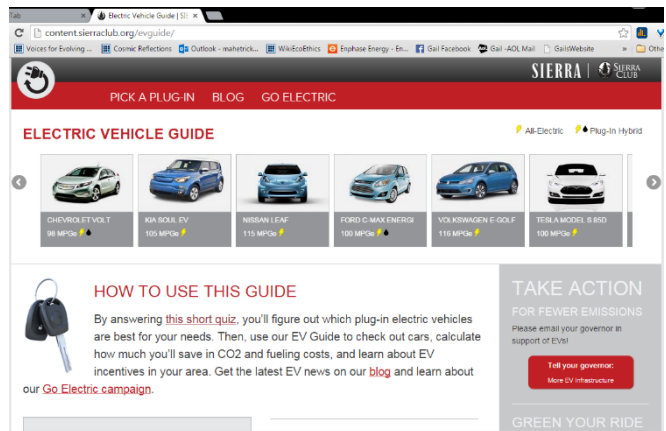 Tab
Electric Vehicle Guide | SIE
content.sierraclub.org/evguide/
Voices for Evolving ... Cosmic Reflections Outlook - mahetrick... WikiEcoEthics Enphase Energy - En... Gail Facebook Gail -AOL Mail GailsWebsite » Othe
SIERRA | SIERRA CLUB
PICK A PLUG-IN BLOG GO ELECTRIC
ELECTRIC VEHICLE GUIDE
All-Electric Plug-In Hybrid
CHEVROLET VOLT KIA SOUL EV NISSAN LEAF FORD C-MAX ENERGI VOLKSWAGEN E-GOLF TESLA MODEL S 85D
98 MPGe 105 MPGe 115 MPGe 100 MPGe 116 MPGe 100 MPGe
HOW TO USE THIS GUIDE
By answering this short quiz, you'll figure out which plug-in electric vehicles
are best for your needs. Then, use our EV Guide to check out cars, calculate
how much you'll save in CO2 and fueling costs, and learn about EV
incentives in your area. Get the latest EV news on our blog and learn about
our Go Electric campaign.
TAKE ACTION
FOR FEWER EMISSIONS
Please email your governor in
support of EVs!
Tell your governor:
More EV Infrastructure
GREEN YOUR RIDE